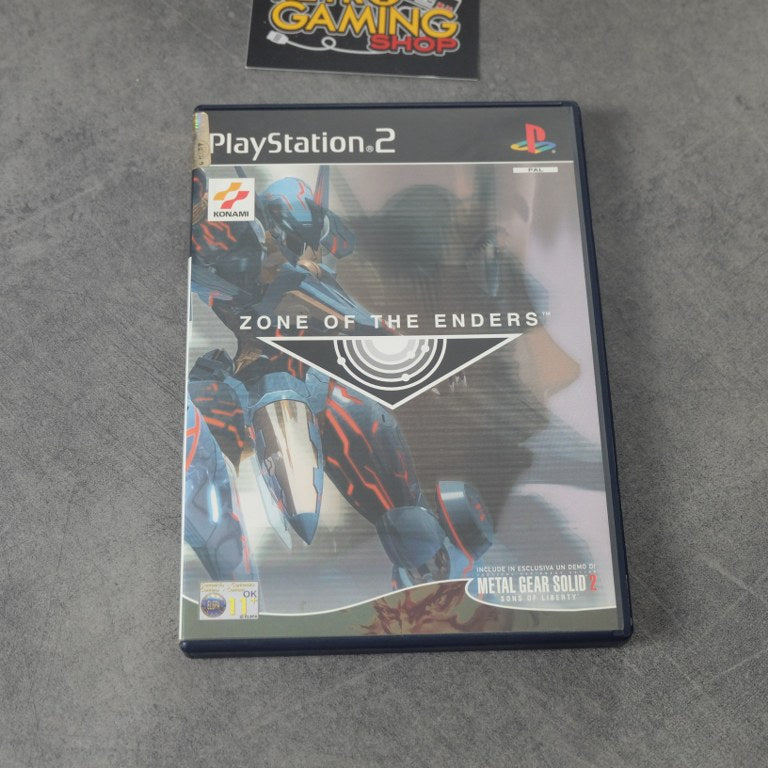 GAMING
SHOP
PlayStation®2
PAL
KONAMI
ZONE OF THE ENDERS™
INCLUDE IN ESCLUSIVA UN DEMO DI
METAL GEAR SOLID 2
SONS OF LIBERTY
11+
OK